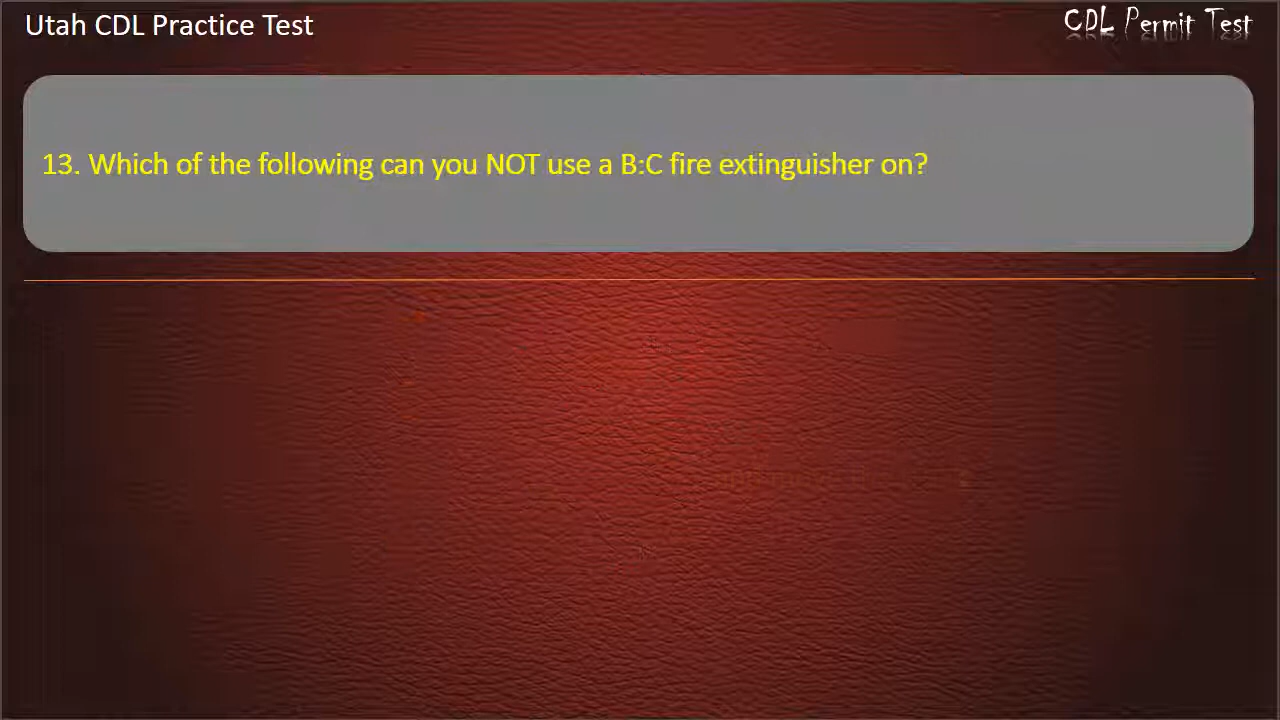 Utah CDL Practice Test
CDL Permit Test
13. Which of the following can you NOT use a B:C fire extinguisher on?